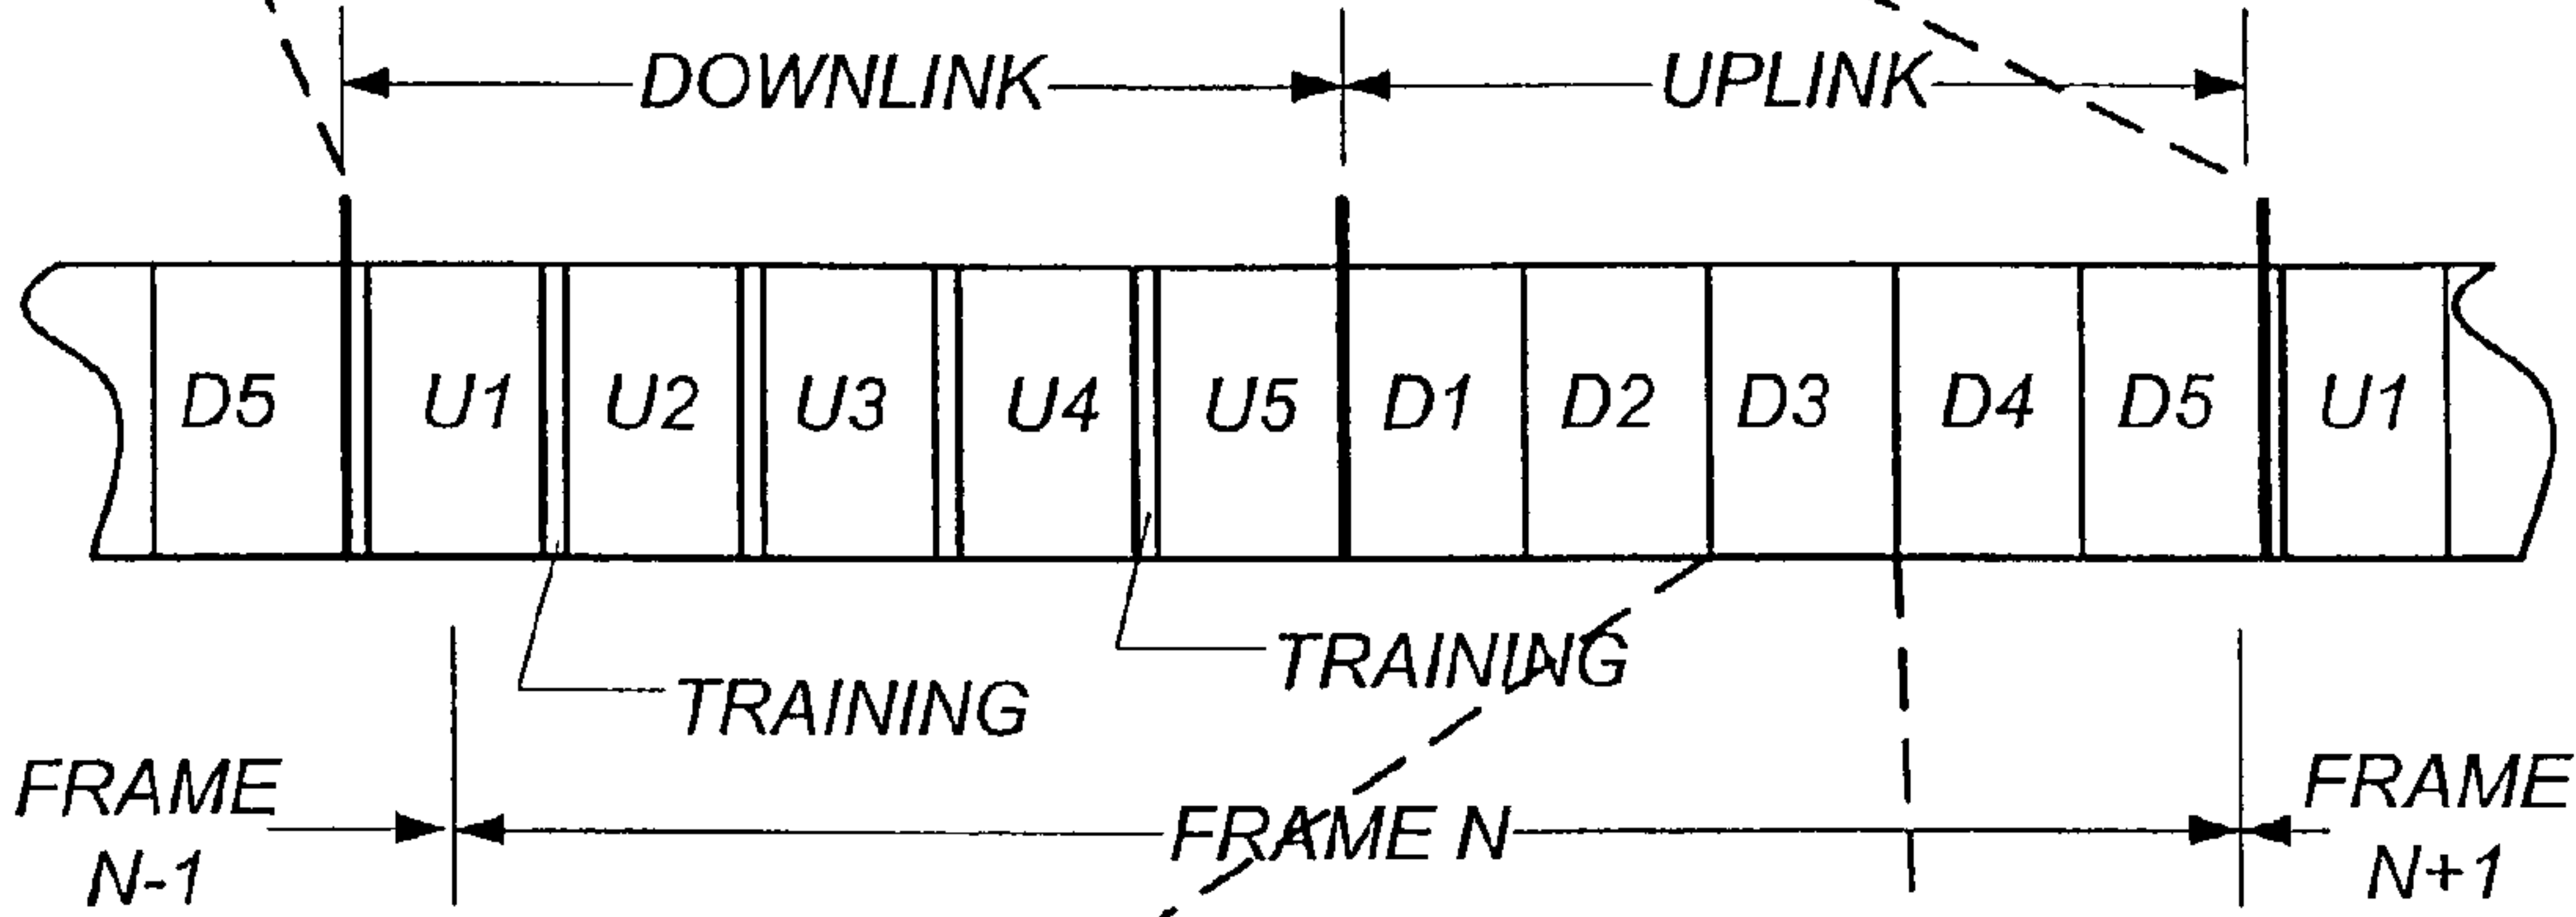 DOWNLINK UPLINK
D5 U1 U2 U3 U4 U5 D1 D2 D3 D4 D5 U1
TRAINING
TRAINING
FRAME N-1
FRAME N
FRAME N+1